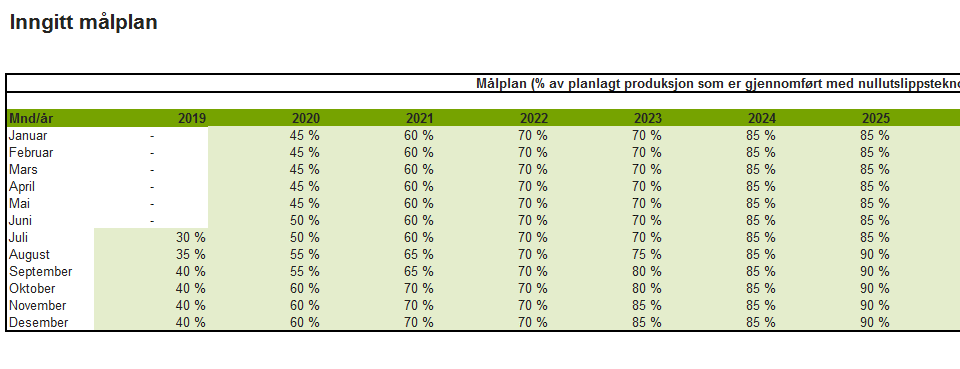 Inngitt målplan
Målplan (% av planlagt produksjon som er gjennomført med nullutslippstekno
Mnd/år 2019 2020 2021 2022 2023 2024 2025
Januar - 45 % 60 % 70 % 70 % 85 % 85 %
Februar - 45 % 60 % 70 % 70 % 85 % 85 %
Mars - 45 % 60 % 70 % 70 % 85 % 85 %
April - 45 % 60 % 70 % 70 % 85 % 85 %
Mai - 45 % 60 % 70 % 70 % 85 % 85 %
Juni - 50 % 60 % 70 % 70 % 85 % 85 %
Juli 30 % 50 % 60 % 70 % 70 % 85 % 85 %
August 35 % 55 % 65 % 70 % 75 % 85 % 90 %
September 40 % 55 % 65 % 70 % 80 % 85 % 90 %
Oktober 40 % 60 % 70 % 70 % 80 % 85 % 90 %
November 40 % 60 % 70 % 70 % 85 % 85 % 90 %
Desember 40 % 60 % 70 % 70 % 85 % 85 % 90 %